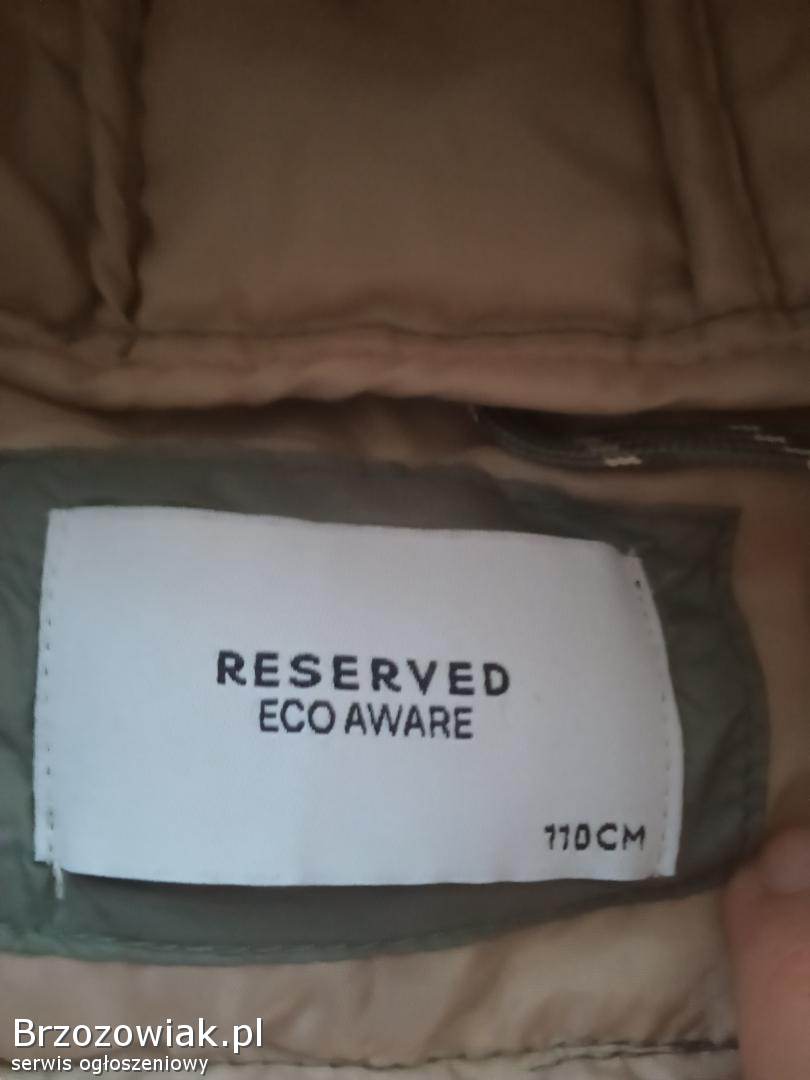 RESERVED
ECO AWARE
110CM
Brzozowiak.pl
serwis ogłoszeniowy